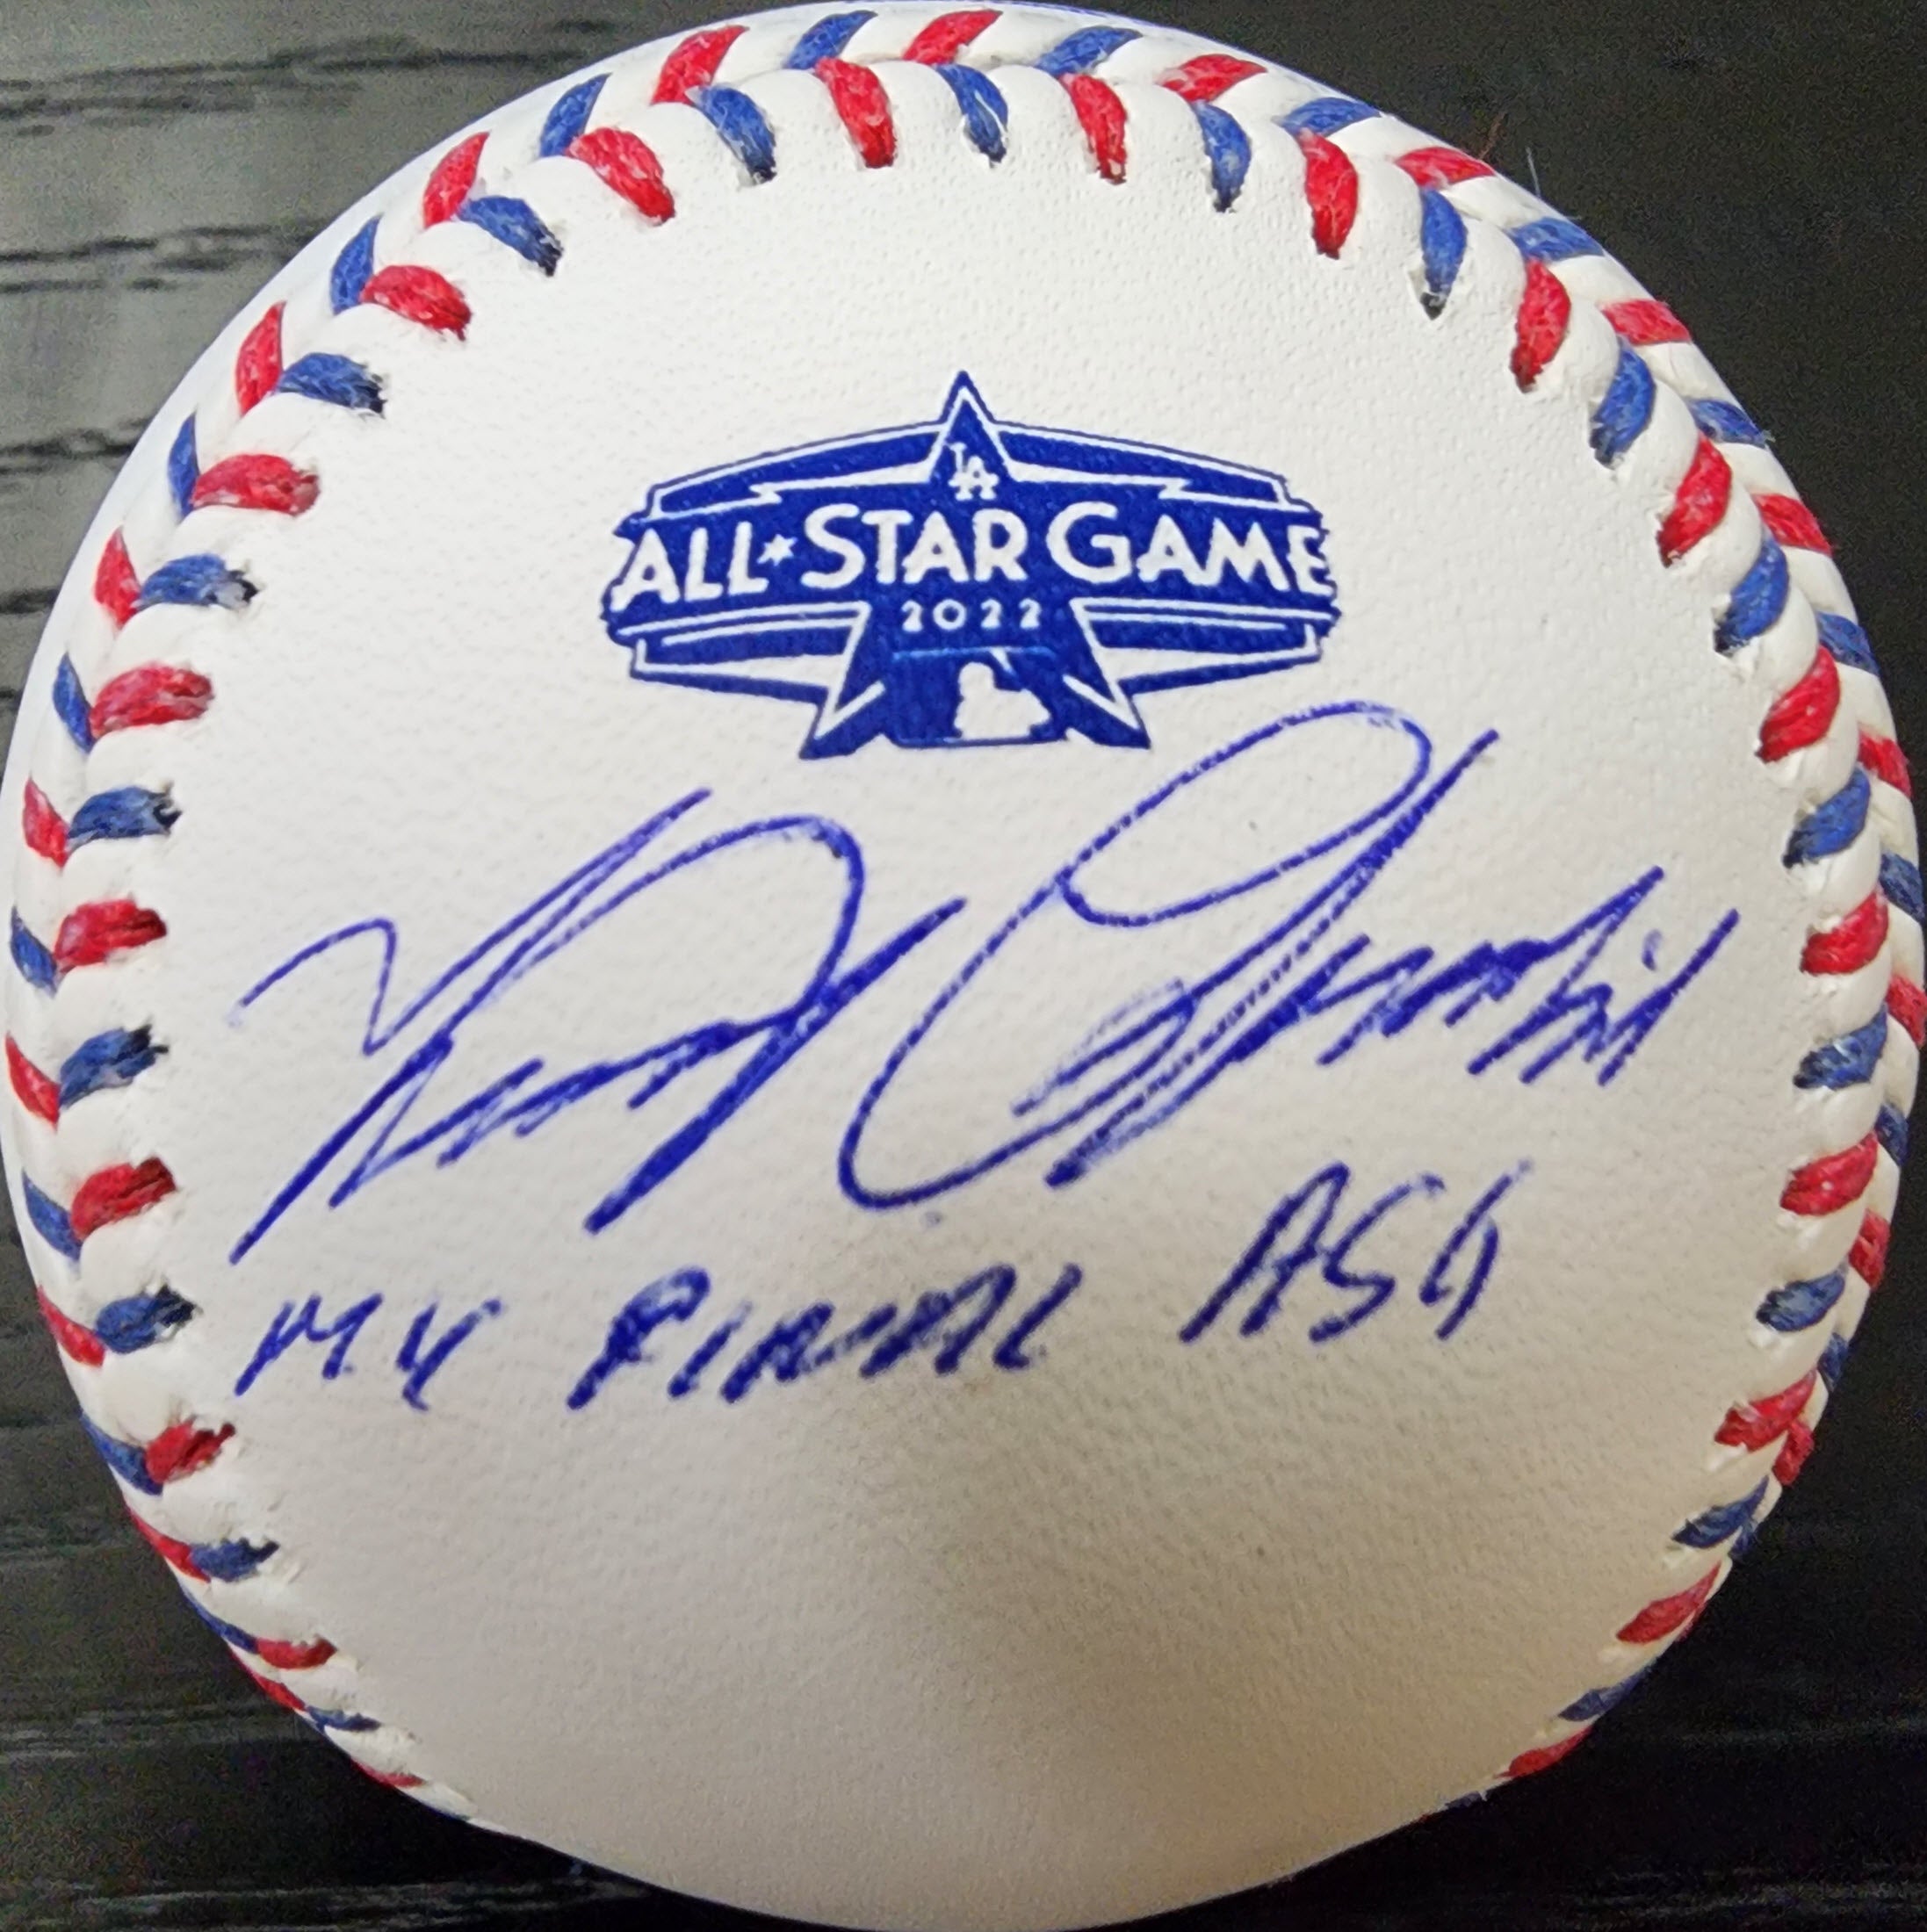 LA
ALL★STAR GAME
2022
MY FINAL ASG